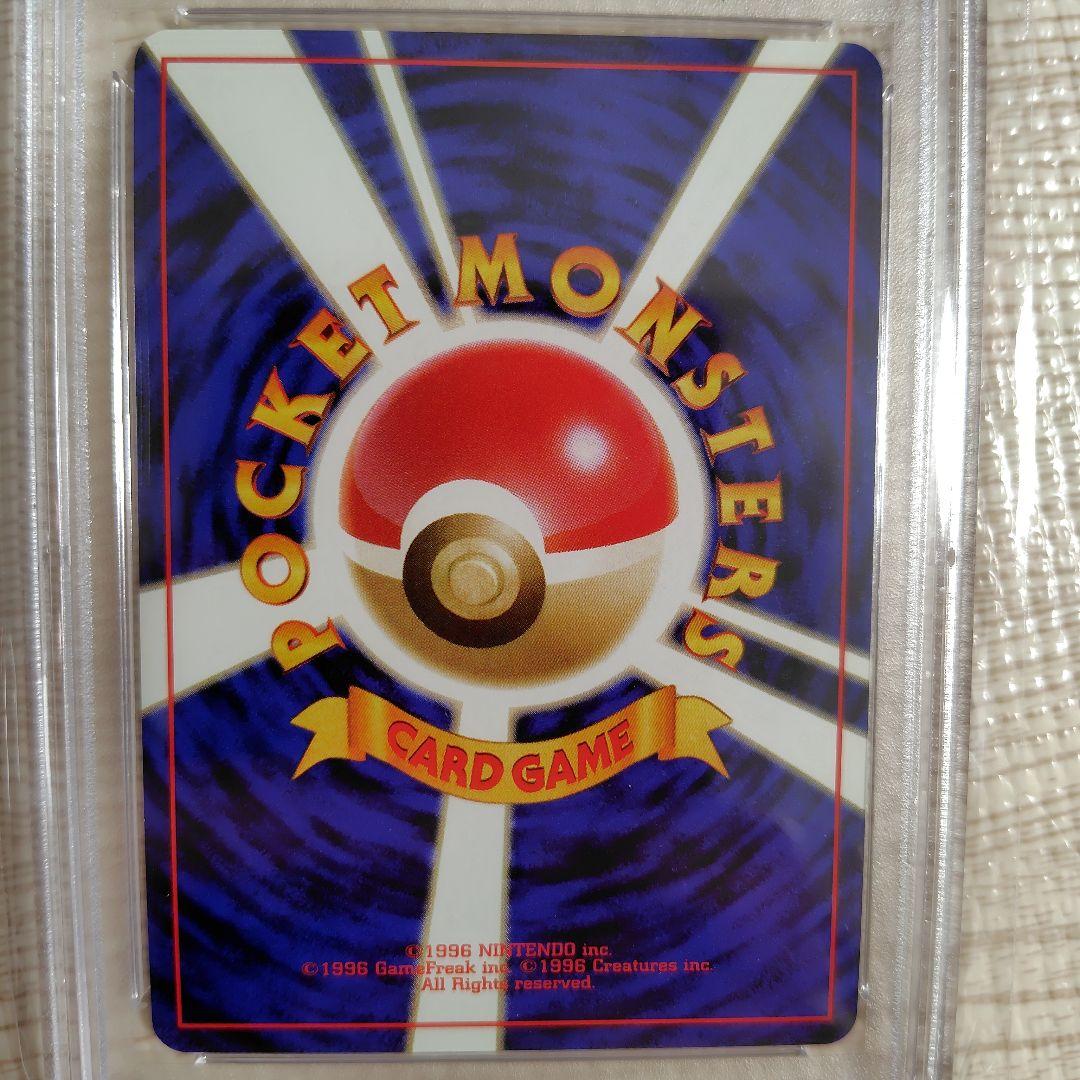 POCKET MONSTERS
CARD GAME
©1996 NINTENDO inc.
©1996 GameFreak inc. ©1996 Creatures inc.
All Rights reserved.